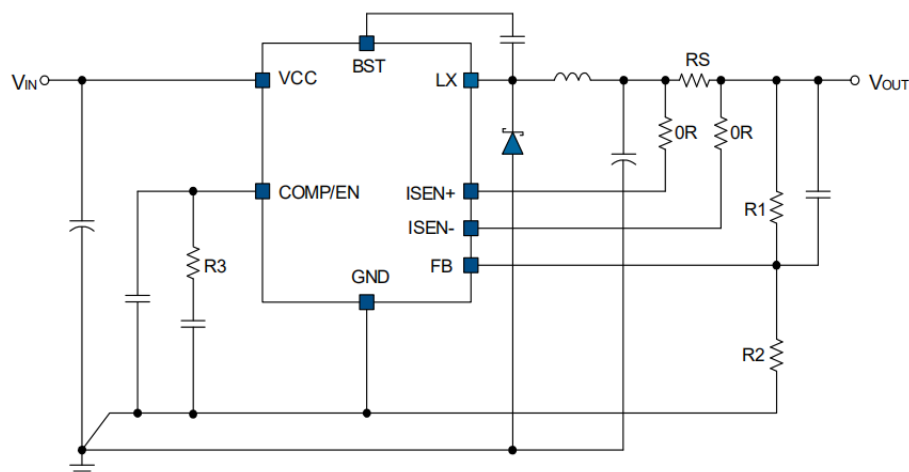 BST
VIN
VCC
LX
RS
VOUT
0R
0R
COMP/EN
ISEN+
R1
ISEN-
R3
FB
GND
R2